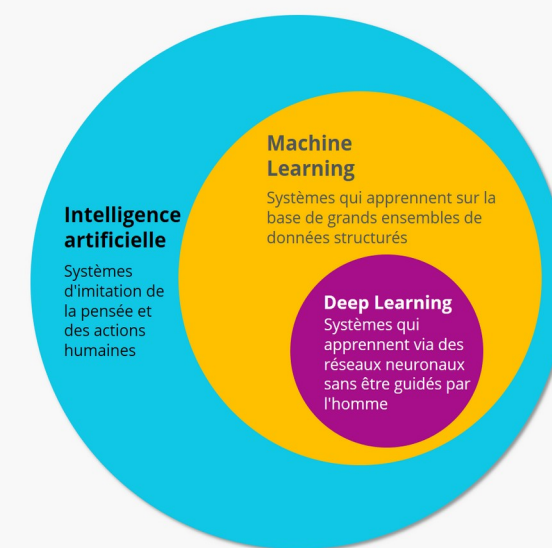 Machine
Learning
Systèmes qui apprennent sur la
base de grands ensembles de
données structurés
Intelligence
artificielle
Systèmes
d'imitation de
la pensée et
des actions
humaines
Deep Learning
Systèmes qui
apprennent via des
réseaux neuronaux
sans être guidés par
l'homme